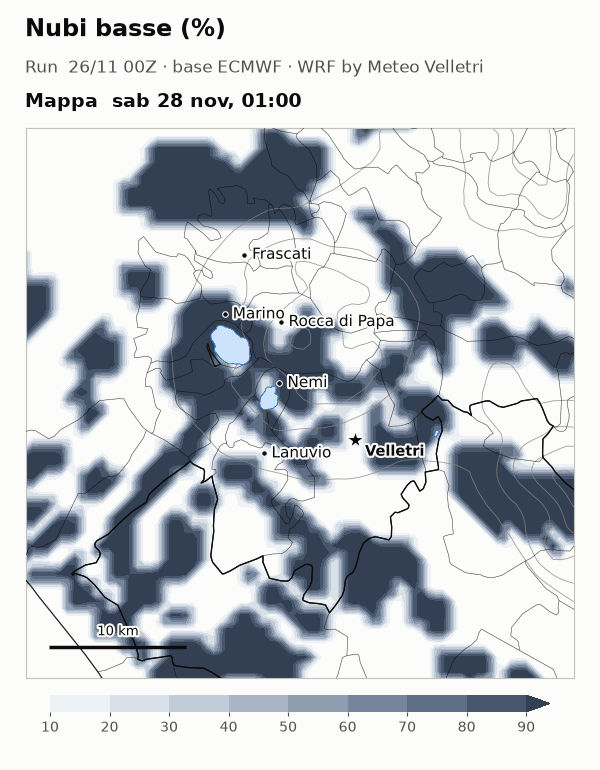 Nubi basse (%)
Run  26/11 00Z · base ECMWF · WRF by Meteo Velletri
Mappa  sab 28 nov, 01:00
Frascati
Marino
Rocca di Papa
Nemi
Velletri
Lanuvio
10 km
10 20 30 40 50 60 70 80 90